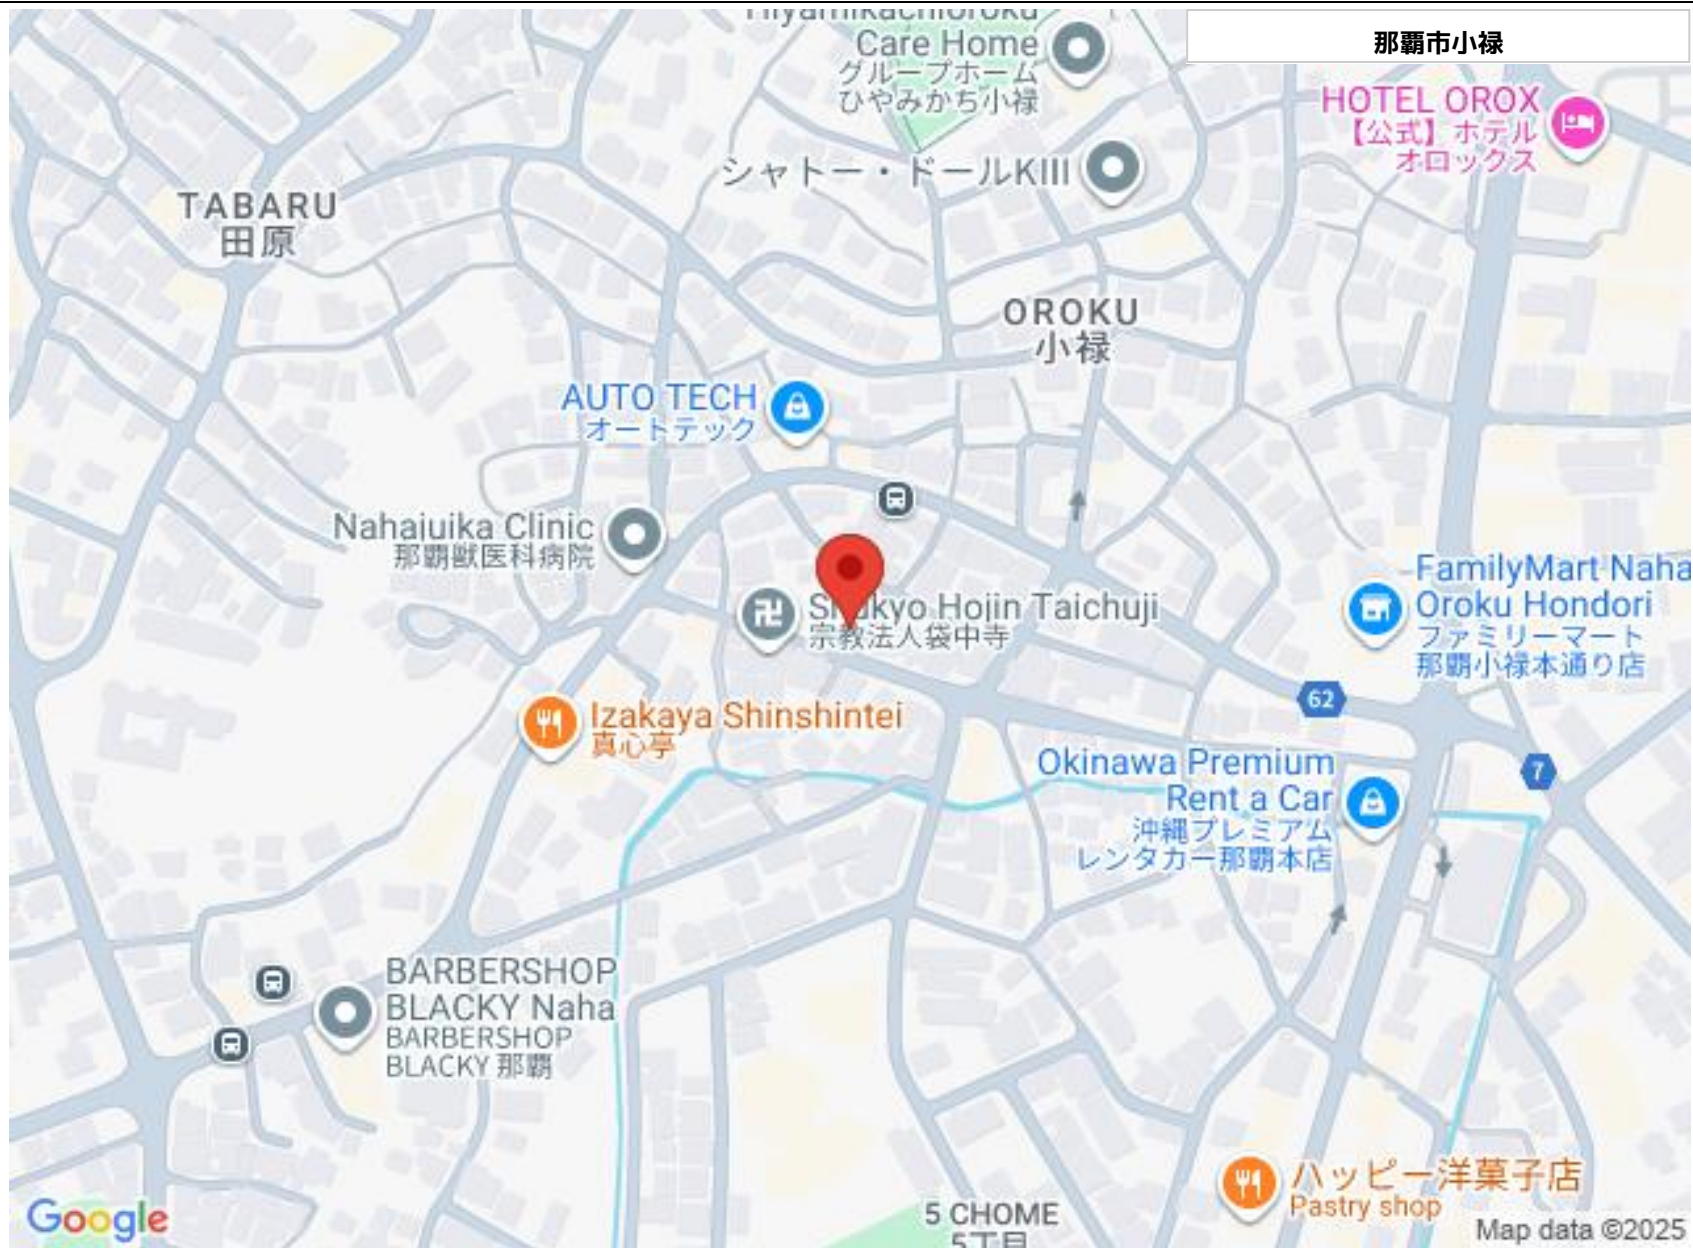 那覇市小禄
Care Home
グループホーム
ひやみかち小禄
HOTEL OROX
【公式】ホテル
オロックス
シャトー・ドールKIII
TABARU
田原
OROKU
小禄
AUTO TECH
オートテック
Nahajuika Clinic
那覇獣医科病院
Shukyo Hojin Taichuji
宗教法人袋中寺
FamilyMart Naha
Oroku Hondori
ファミリーマート
那覇小禄本通り店
62
Izakaya Shinshintei
真心亭
7
Okinawa Premium
Rent a Car
沖縄プレミアム
レンタカー那覇本店
BARBERSHOP
BLACKY Naha
BARBERSHOP
BLACKY 那覇
ハッピー洋菓子店
Pastry shop
5 CHOME
5丁目
Google
Map data ©2025